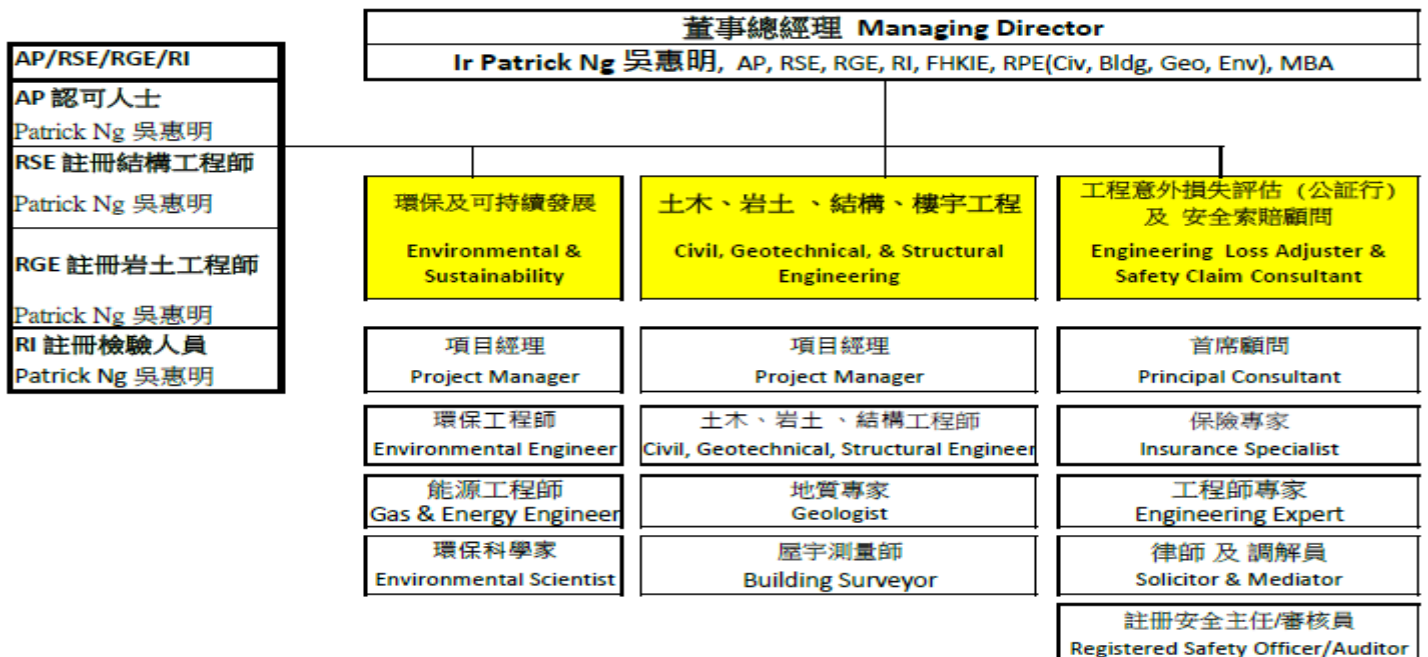 董事總經理 Managing Director
Ir Patrick Ng 吳惠明, AP, RSE, RGE, RI, FHKIE, RPE(Civ, Bldg, Geo, Env), MBA
AP/RSE/RGE/RI
AP 認可人士
Patrick Ng 吳惠明
RSE 註冊結構工程師
Patrick Ng 吳惠明
RGE 註冊岩土工程師
Patrick Ng 吳惠明
RI 註冊檢驗人員
Patrick Ng 吳惠明
環保及可持續發展
Environmental &
Sustainability
項目經理
Project Manager
環保工程師
Environmental Engineer
能源工程師
Gas & Energy Engineer
環保科學家
Environmental Scientist
土木、岩土 、結構、樓宇工程
Civil, Geotechnical, & Structural
Engineering
項目經理
Project Manager
土木、岩土 、結構工程師
Civil, Geotechnical, Structural Engineer
地質專家
Geologist
屋宇測量師
Building Surveyor
工程意外損失評估 (公証行)
及 安全索賠顧問
Engineering Loss Adjuster &
Safety Claim Consultant
首席顧問
Principal Consultant
保險專家
Insurance Specialist
工程師專家
Engineering Expert
律師 及 調解員
Solicitor & Mediator
註冊安全主任/審核員
Registered Safety Officer/Auditor